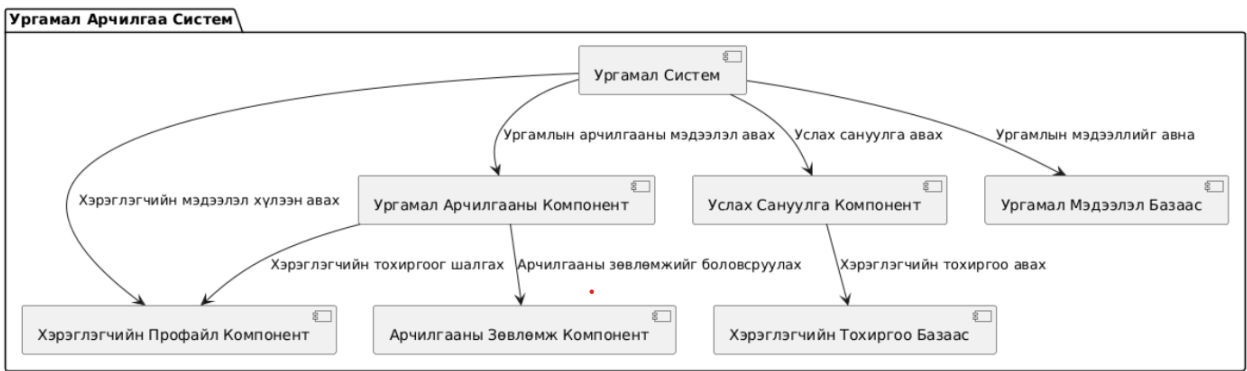 Ургамал Арчилгаа Систем
Ургамал Систем
Ургамлын арчилгааны мэдээлэл авах
Услах сануулга авах
Ургамлын мэдээллийг авна
Хэрэглэгчийн мэдээлэл хүлээн авах
Ургамал Арчилгааны Компонент
Услах Сануулга Компонент
Ургамал Мэдээлэл Базаас
Хэрэглэгчийн тохиргоог шалгах
Арчилгааны зөвлөмжийг боловсруулах
Хэрэглэгчийн тохиргоо авах
Хэрэглэгчийн Профайл Компонент
Арчилгааны Зөвлөмж Компонент
Хэрэглэгчийн Тохиргоо Базаас